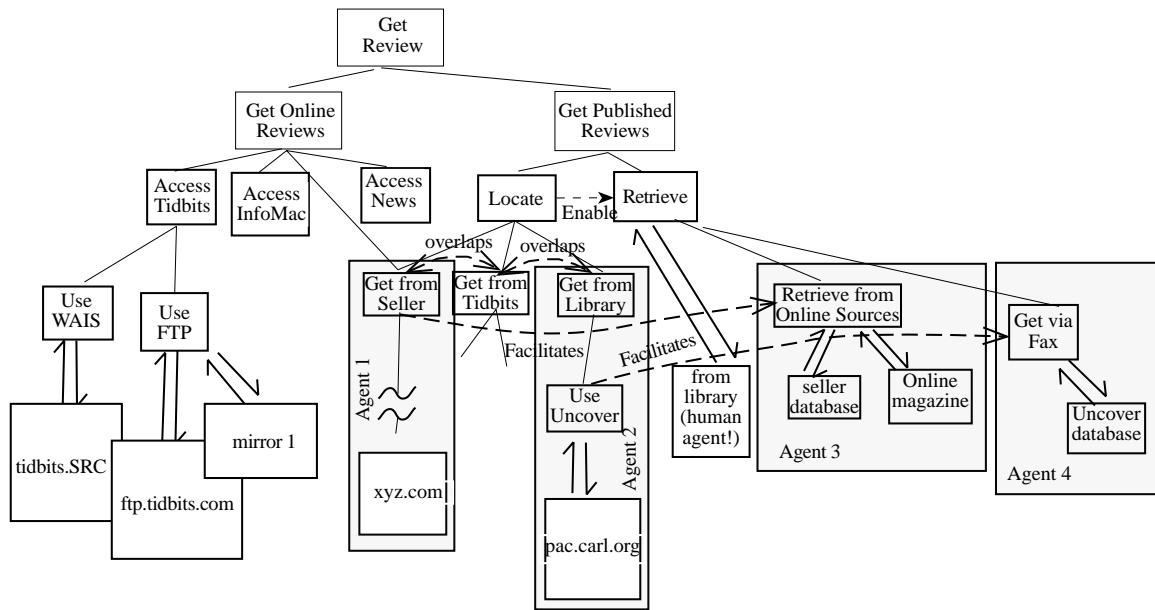 Get
Review
Get Online
Reviews
Get Published
Reviews
Access
Tidbits
Access
InfoMac
Access
News
Locate
Enable
Retrieve
overlaps
overlaps
Use
WAIS
Use
FTP
Get from
Seller
Get from
Tidbits
Get from
Library
Retrieve from
Online Sources
Get via
Fax
Facilitates
Facilitates
Agent 1
Use
Uncover
Agent 2
from
library
(human
agent!)
seller
database
Online
magazine
Uncover
database
Agent 3
Agent 4
tidbits.SRC
ftp.tidbits.com
mirror 1
xyz.com
pac.carl.org